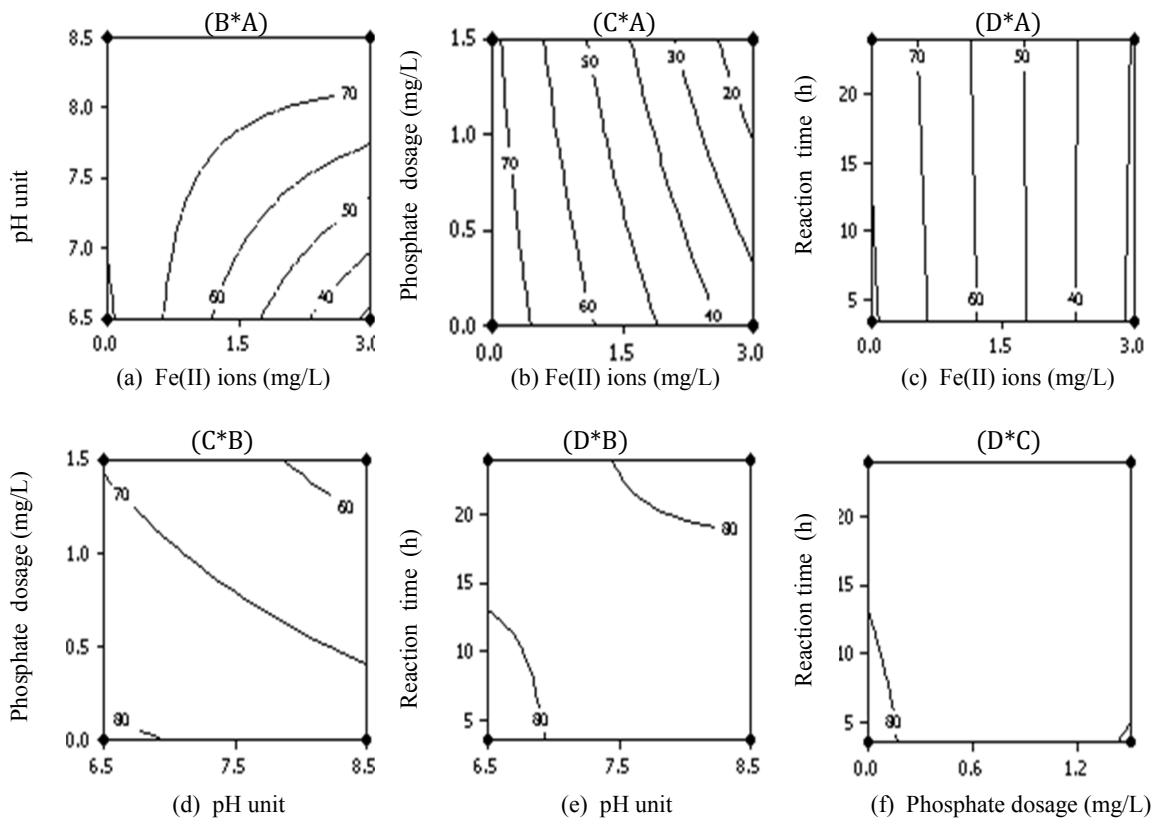 (B*A)
8.5
8.0
7.5
7.0
6.5
70
60
50
40
0.0 1.5 3.0
pH unit
(a) Fe(II) ions (mg/L)
(C*A)
1.5
1.0
0.5
0.0
50
30
20
70
60
40
0.0 1.5 3.0
Phosphate dosage (mg/L)
(b) Fe(II) ions (mg/L)
(D*A)
20
15
10
5
70
50
60
40
0.0 1.5 3.0
Reaction time (h)
(c) Fe(II) ions (mg/L)
(C*B)
1.5
1.0
0.5
0.0
70
60
80
6.5 7.5 8.5
Phosphate dosage (mg/L)
(d) pH unit
(D*B)
20
15
10
5
80
80
6.5 7.5 8.5
Reaction time (h)
(e) pH unit
(D*C)
20
15
10
5
80
0.0 0.6 1.2
Reaction time (h)
(f) Phosphate dosage (mg/L)